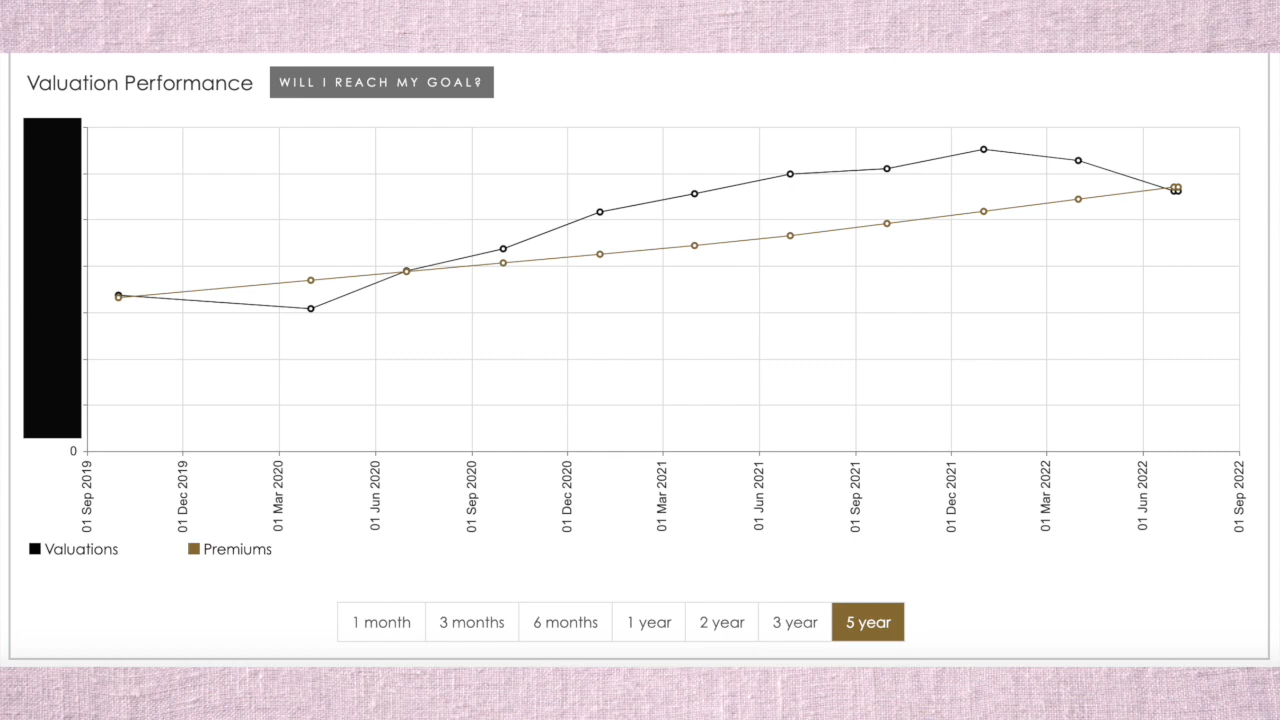 Valuation Performance
WILL I REACH MY GOAL?
0
01 Sep 2019
01 Dec 2019
01 Mar 2020
01 Jun 2020
01 Sep 2020
01 Dec 2020
01 Mar 2021
01 Jun 2021
01 Sep 2021
01 Dec 2021
01 Mar 2022
01 Jun 2022
01 Sep 2022
Valuations
Premiums
1 month
3 months
6 months
1 year
2 year
3 year
5 year